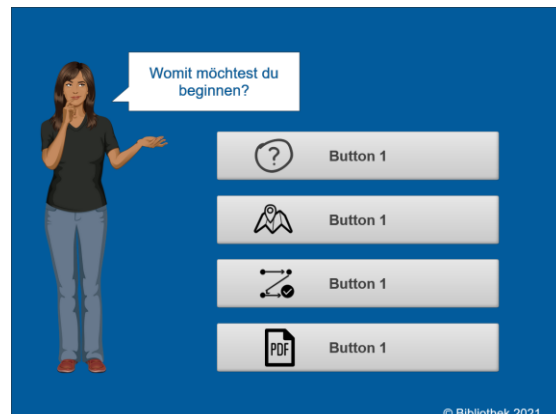 Womit möchtest du
beginnen?
?
Button 1
Button 1
Button 1
PDF
Button 1
© Bibliothek 2021